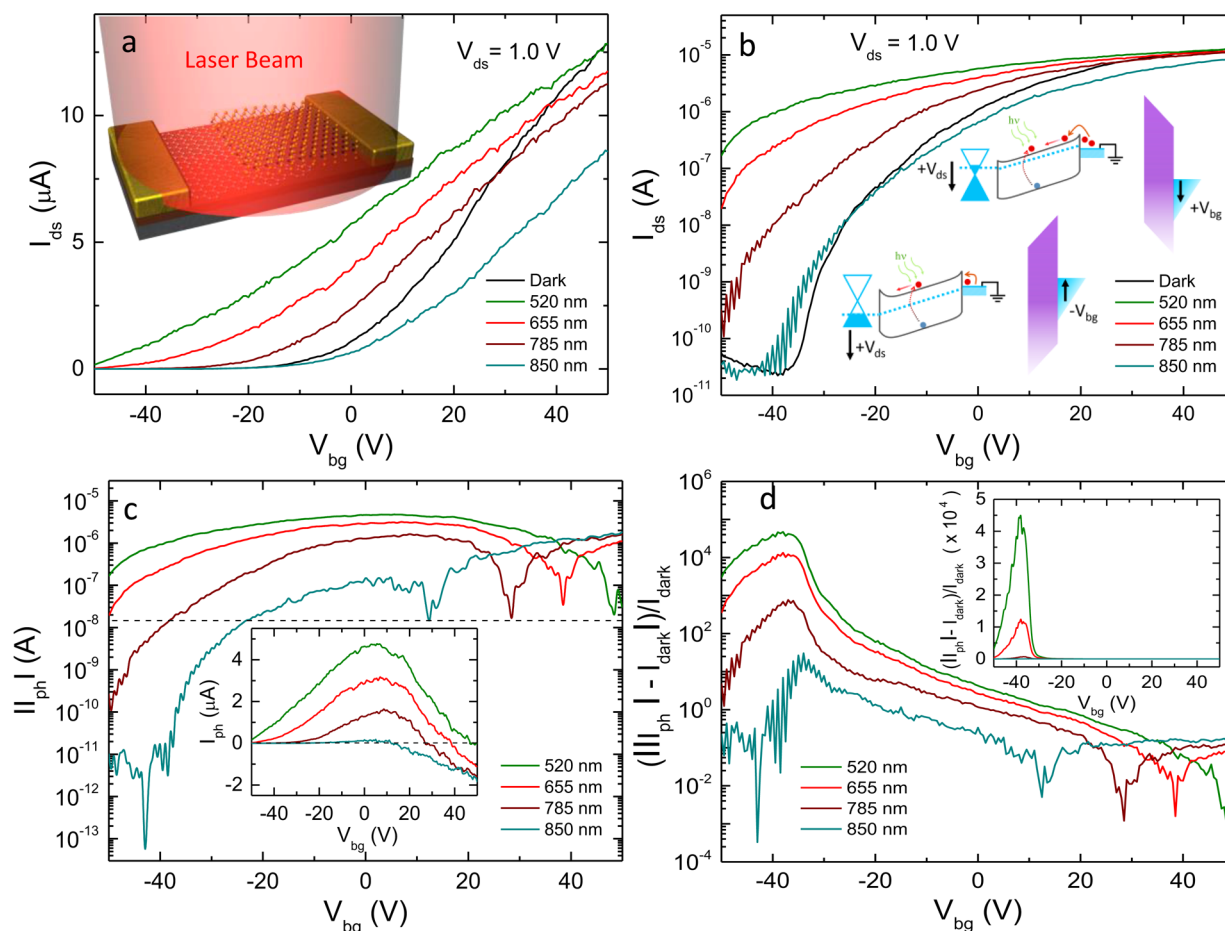 a
Laser Beam
V_ds = 1.0 V
10
5
0
I_ds (μA)
Dark
520 nm
655 nm
785 nm
850 nm
-40 -20 0 20 40
V_bg (V)
b
V_ds = 1.0 V
10^-5
10^-6
10^-7
10^-8
10^-9
10^-10
10^-11
I_ds (A)
hν
+V_ds
+V_bg
hν
+V_ds
-V_bg
Dark
520 nm
655 nm
785 nm
850 nm
-40 -20 0 20 40
V_bg (V)
c
10^-5
10^-6
10^-7
10^-8
10^-9
10^-10
10^-11
10^-12
10^-13
II_ph I (A)
4
2
0
-2
I_ph (μA)
-40 -20 0 20 40
V_bg (V)
520 nm
655 nm
785 nm
850 nm
-40 -20 0 20 40
V_bg (V)
d
10^6
10^4
10^2
10^0
10^-2
10^-4
(III_ph I - I_dark I)/I_dark
5
4
3
2
1
0
(II_ph I - I_dark)/I_dark ( x 10^-4)
-40 -20 0 20 40
V_bg (V)
520 nm
655 nm
785 nm
850 nm
-40 -20 0 20 40
V_bg (V)